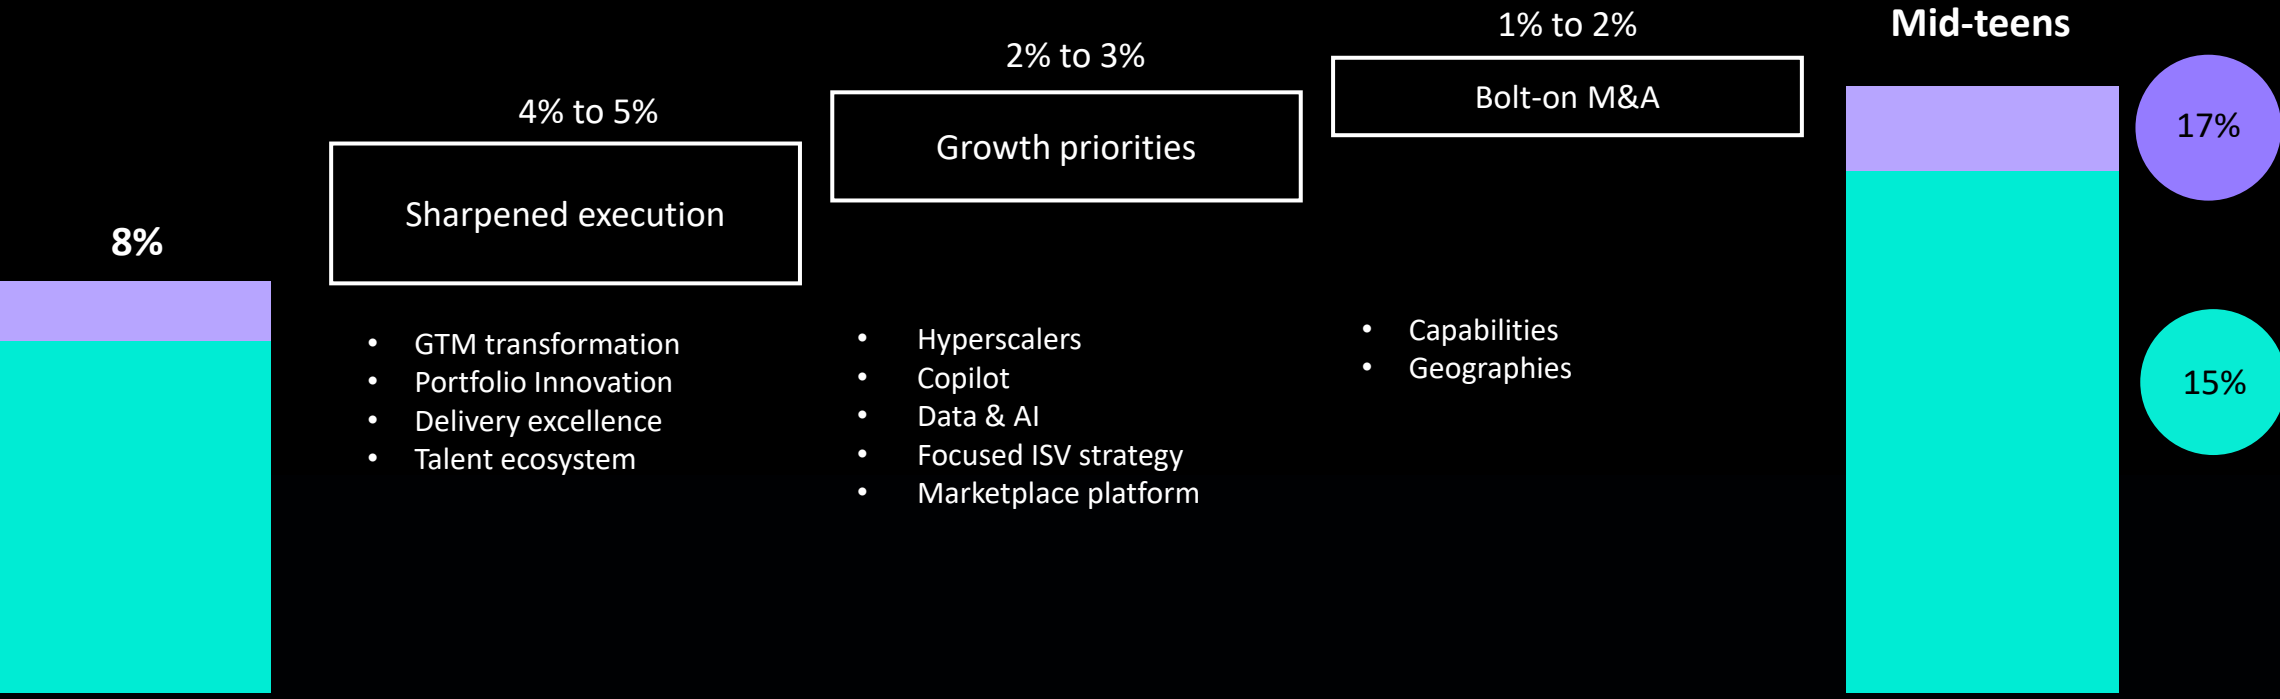 8%
4% to 5%
Sharpened execution
• GTM transformation
• Portfolio Innovation
• Delivery excellence
• Talent ecosystem
2% to 3%
Growth priorities
• Hyperscalers
• Copilot
• Data & AI
• Focused ISV strategy
• Marketplace platform
1% to 2%
Bolt-on M&A
• Capabilities
• Geographies
Mid-teens
17%
15%